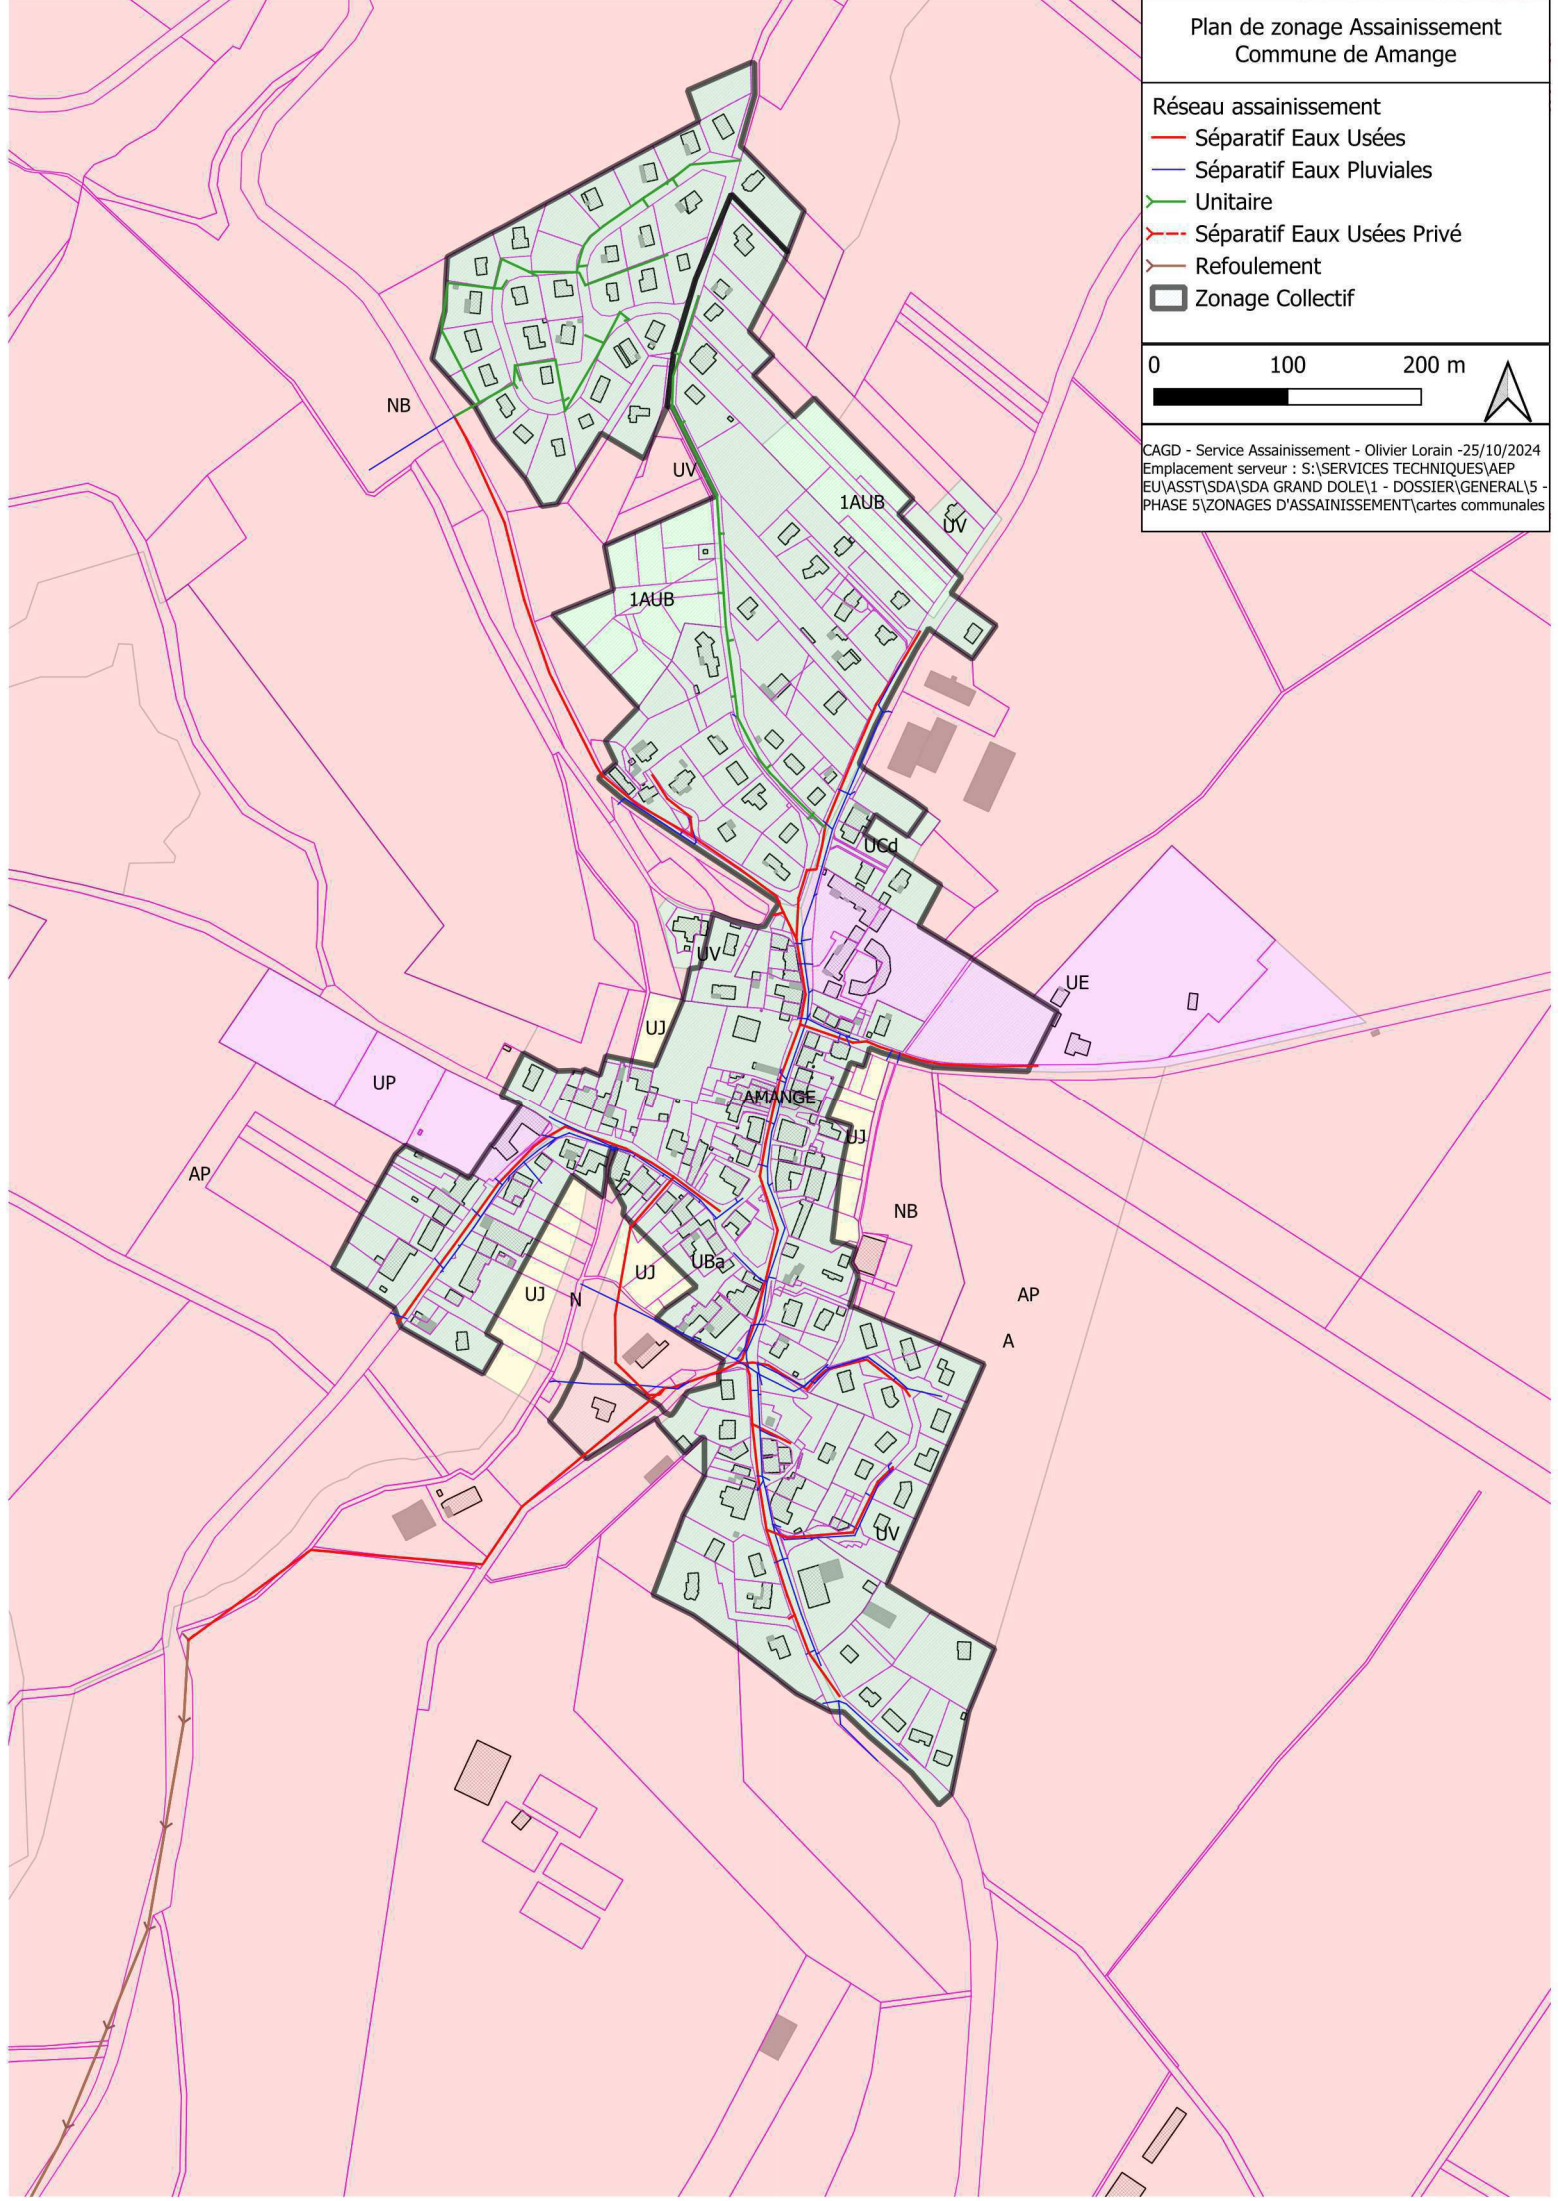 Plan de zonage Assainissement
Commune de Amange
Réseau assainissement
Séparatif Eaux Usées
Séparatif Eaux Pluviales
Unitaire
Séparatif Eaux Usées Privé
Refoulement
Zonage Collectif
0 100 200 m
CAGD - Service Assainissement - Olivier Lorain -25/10/2024
Emplacement serveur : S:\SERVICES TECHNIQUES\AEP
EU\ASST\SDA\SDA GRAND DOLE\1 - DOSSIER\GENERAL\5 -
PHASE 5\ZONAGES D'ASSAINISSEMENT\cartes communales
NB
UV
1AUB
UV
1AUB
UCd
UV
UE
UJ
UP
AMANGE
UJ
AP
NB
UBa
UJ
UJ
N
AP
A
UV